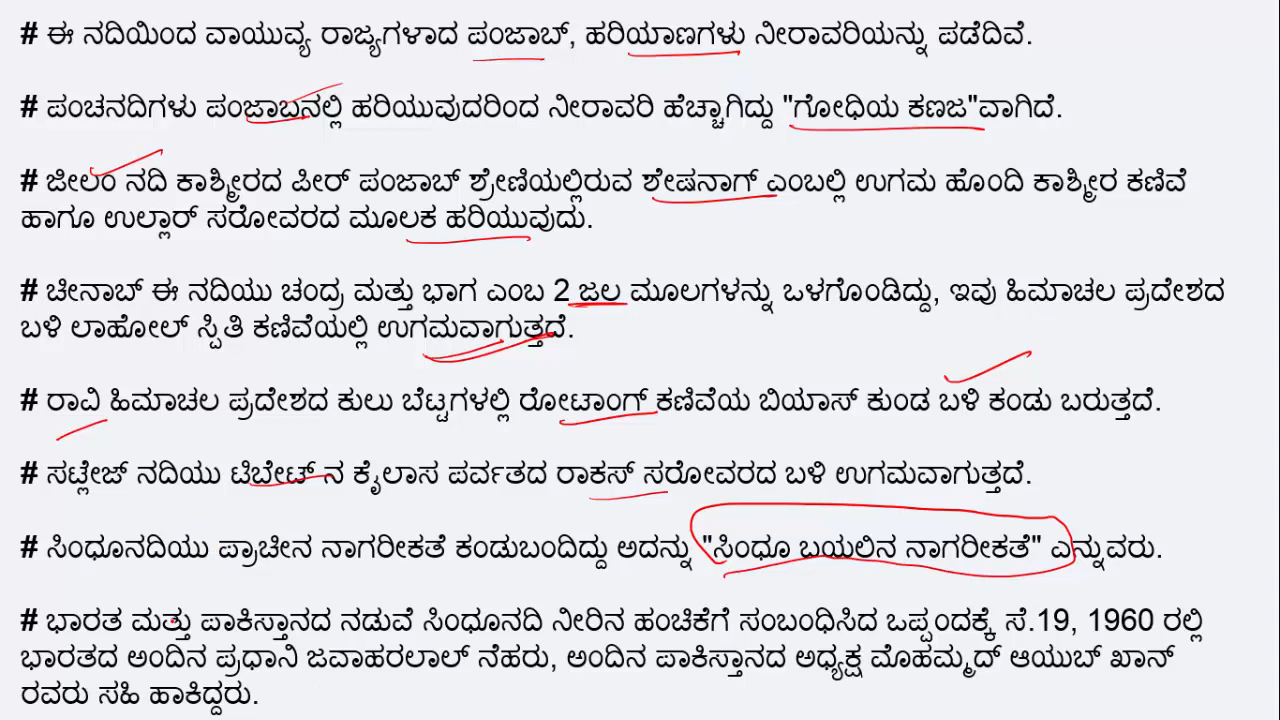 # ಈ ನದಿಯಿಂದ ವಾಯುವ್ಯ ರಾಜ್ಯಗಳಾದ ಪಂಜಾಬ್, ಹರಿಯಾಣಗಳು ನೀರಾವರಿಯನ್ನು ಪಡೆದಿವೆ.
# ಪಂಚನದಿಗಳು ಪಂಜಾಬನಲ್ಲಿ ಹರಿಯುವುದರಿಂದ ನೀರಾವರಿ ಹೆಚ್ಚಾಗಿದ್ದು "ಗೋಧಿಯ ಕಣಜ"ವಾಗಿದೆ.
# ಜೀಲಂ ನದಿ ಕಾಶ್ಮೀರದ ಪೀರ್ ಪಂಜಾಬ್ ಶ್ರೇಣಿಯಲ್ಲಿರುವ ಶೇಷನಾಗ್ ಎಂಬಲ್ಲಿ ಉಗಮ ಹೊಂದಿ ಕಾಶ್ಮೀರ ಕಣಿವೆ
ಹಾಗೂ ಉಲ್ಲಾರ್ ಸರೋವರದ ಮೂಲಕ ಹರಿಯುವುದು.
# ಚೀನಾಬ್ ಈ ನದಿಯು ಚಂದ್ರ ಮತ್ತು ಭಾಗ ಎಂಬ 2 ಜಲ ಮೂಲಗಳನ್ನು ಒಳಗೊಂಡಿದ್ದು, ಇವು ಹಿಮಾಚಲ ಪ್ರದೇಶದ
ಬಳಿ ಲಾಹೋಲ್ ಸ್ಪಿತಿ ಕಣಿವೆಯಲ್ಲಿ ಉಗಮವಾಗುತ್ತದೆ.
# ರಾವಿ ಹಿಮಾಚಲ ಪ್ರದೇಶದ ಕುಲು ಬೆಟ್ಟಗಳಲ್ಲಿ ರೋಟಾಂಗ್ ಕಣಿವೆಯ ಬಿಯಾಸ್ ಕುಂಡ ಬಳಿ ಕಂಡು ಬರುತ್ತದೆ.
# ಸಟ್ಲೇಜ್ ನದಿಯು ಟಿಬೇಟ್ ನ ಕೈಲಾಸ ಪರ್ವತದ ರಾಕಸ್ ಸರೋವರದ ಬಳಿ ಉಗಮವಾಗುತ್ತದೆ.
# ಸಿಂಧೂನದಿಯು ಪ್ರಾಚೀನ ನಾಗರೀಕತೆ ಕಂಡುಬಂದಿದ್ದು ಅದನ್ನು "ಸಿಂಧೂ ಬಯಲಿನ ನಾಗರೀಕತೆ" ಎನ್ನುವರು.
# ಭಾರತ ಮತ್ತು ಪಾಕಿಸ್ತಾನದ ನಡುವೆ ಸಿಂಧೂನದಿ ನೀರಿನ ಹಂಚಿಕೆಗೆ ಸಂಬಂಧಿಸಿದ ಒಪ್ಪಂದಕ್ಕೆ ಸೆ.19, 1960 ರಲ್ಲಿ
ಭಾರತದ ಅಂದಿನ ಪ್ರಧಾನಿ ಜವಾಹರಲಾಲ್ ನೆಹರು, ಅಂದಿನ ಪಾಕಿಸ್ತಾನದ ಅಧ್ಯಕ್ಷ ಮೊಹಮ್ಮದ್ ಆಯುಬ್ ಖಾನ್
ರವರು ಸಹಿ ಹಾಕಿದ್ದರು.